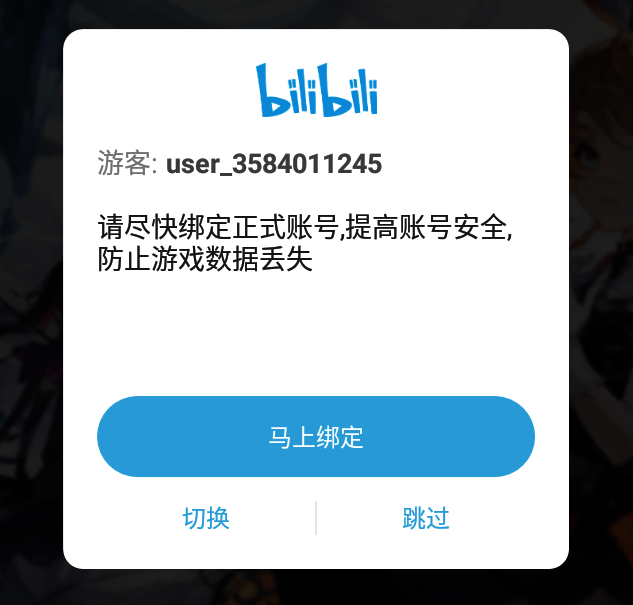 bilibili
游客: user_3584011245
请尽快绑定正式账号,提高账号安全,
防止游戏数据丢失
马上绑定
切换
跳过